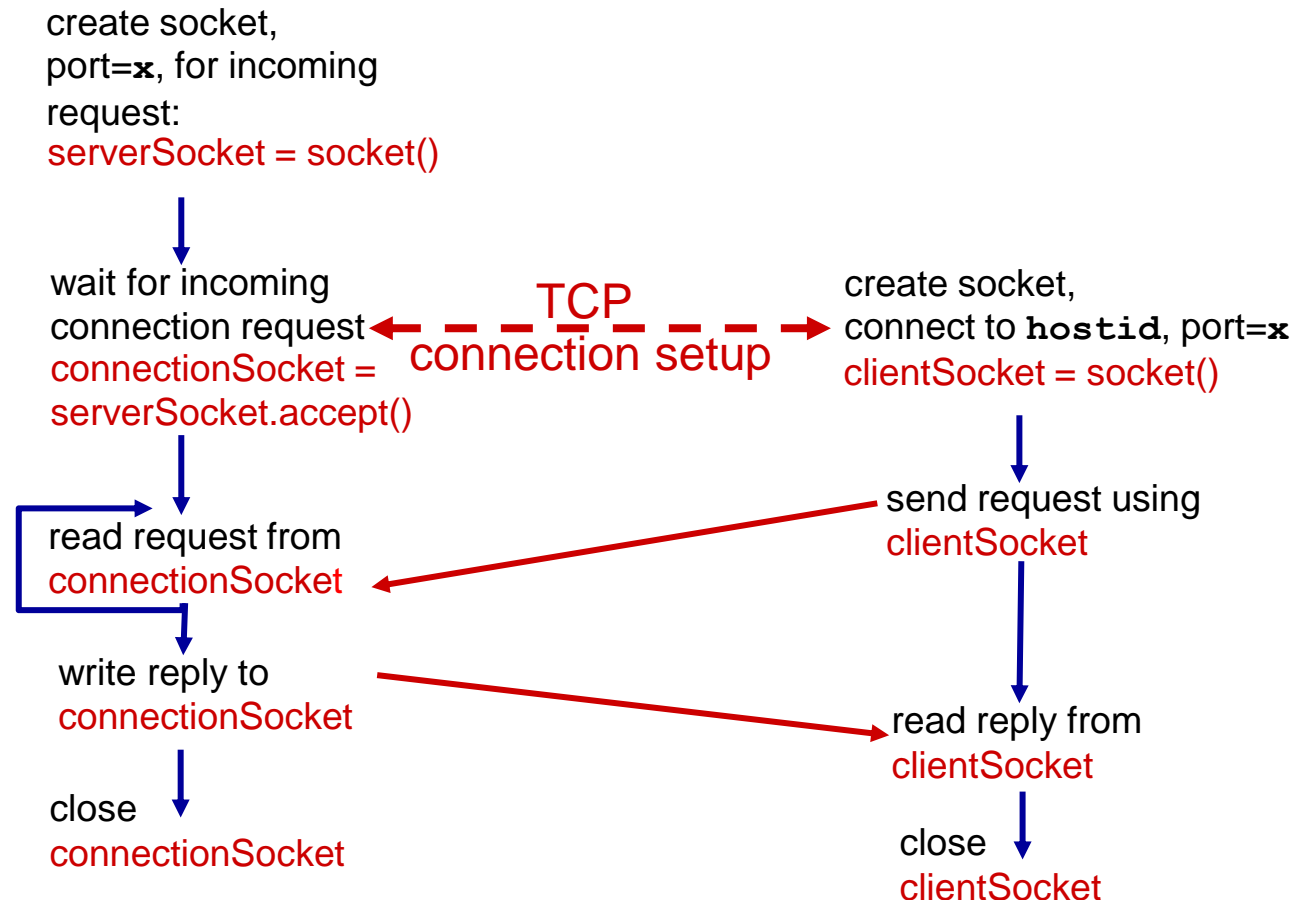 create socket,
port=x, for incoming
request:
serverSocket = socket()
wait for incoming
connection request
connectionSocket =
serverSocket.accept()
TCP
connection setup
create socket,
connect to hostid, port=x
clientSocket = socket()
send request using
clientSocket
read request from
connectionSocket
write reply to
connectionSocket
read reply from
clientSocket
close
connectionSocket
close
clientSocket